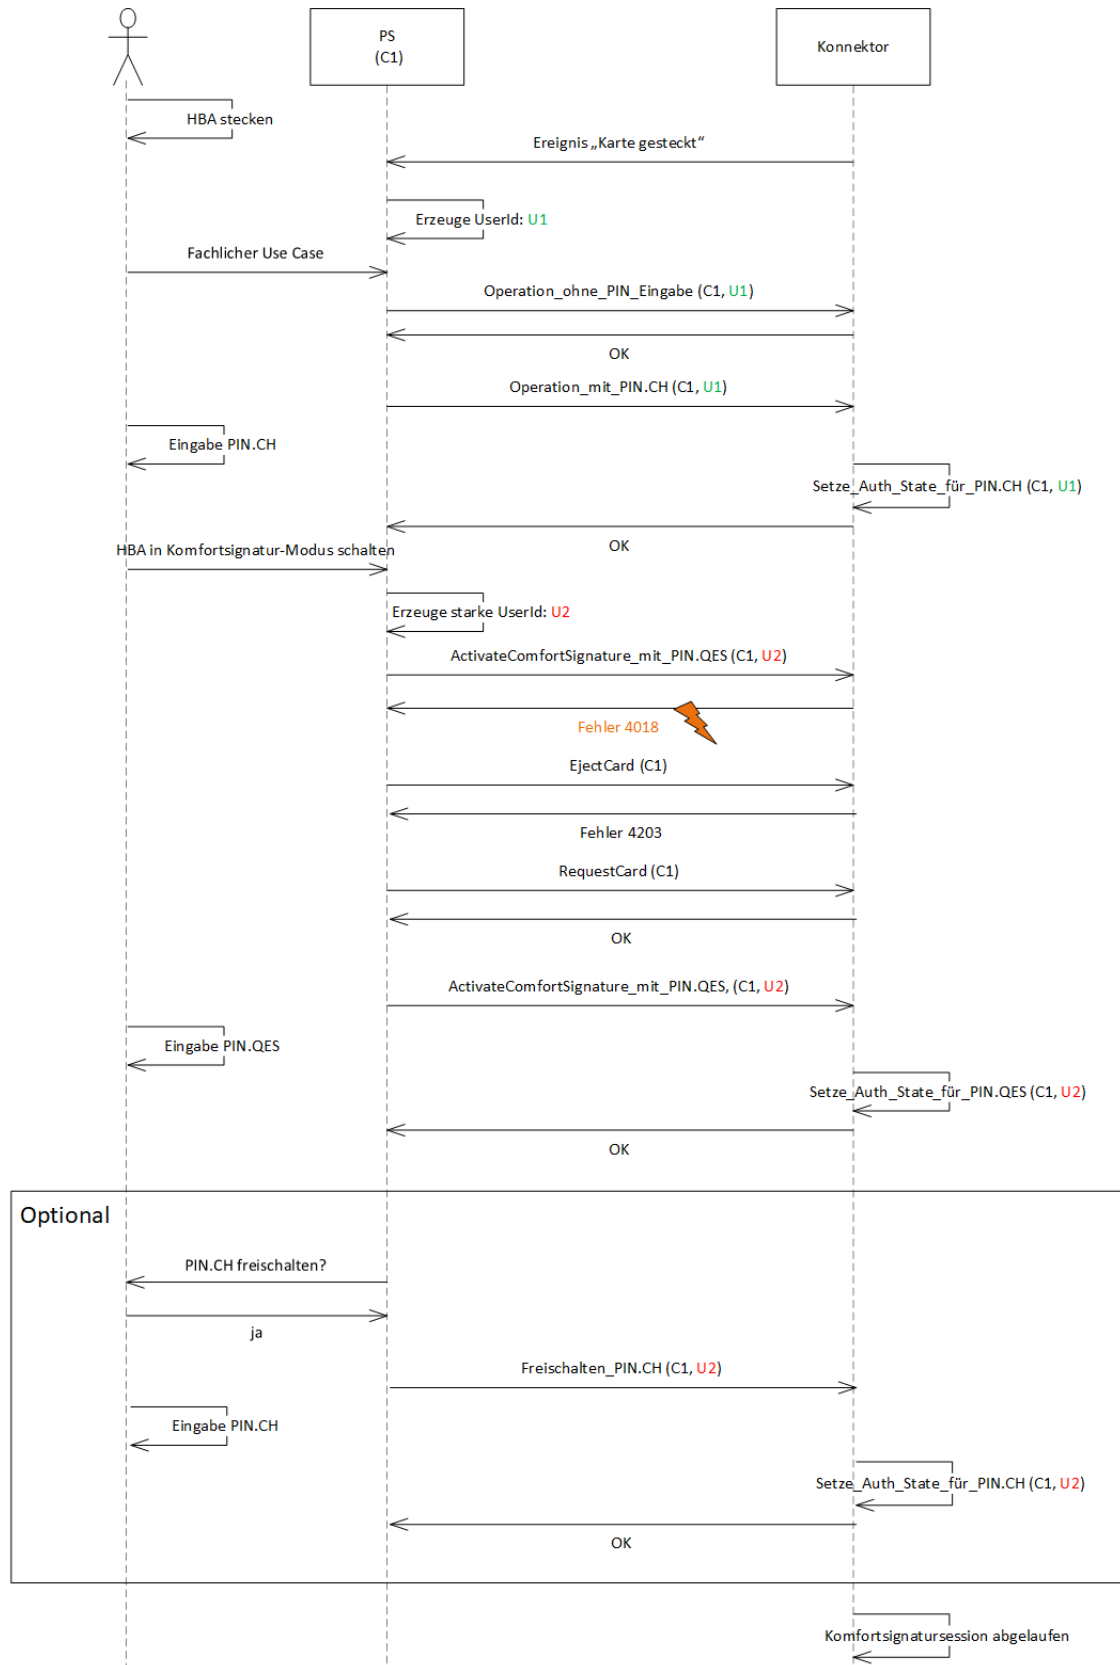 PS
(C1)
Konnektor
HBA stecken
Ereignis „Karte gesteckt“
Erzeuge UserId: U1
Fachlicher Use Case
Operation_ohne_PIN_Eingabe (C1, U1)
OK
Operation_mit_PIN.CH (C1, U1)
Eingabe PIN.CH
Setze_Auth_State_für_PIN.CH (C1, U1)
OK
HBA in Komfortsignatur-Modus schalten
Erzeuge starke UserId: U2
ActivateComfortSignature_mit_PIN.QES (C1, U2)
Fehler 4018
EjectCard (C1)
Fehler 4203
RequestCard (C1)
OK
ActivateComfortSignature_mit_PIN.QES, (C1, U2)
Eingabe PIN.QES
Setze_Auth_State_für_PIN.QES (C1, U2)
OK
Optional
PIN.CH freischalten?
ja
Freischalten_PIN.CH (C1, U2)
Eingabe PIN.CH
Setze_Auth_State_für_PIN.CH (C1, U2)
OK
Komfortsignatursession abgelaufen